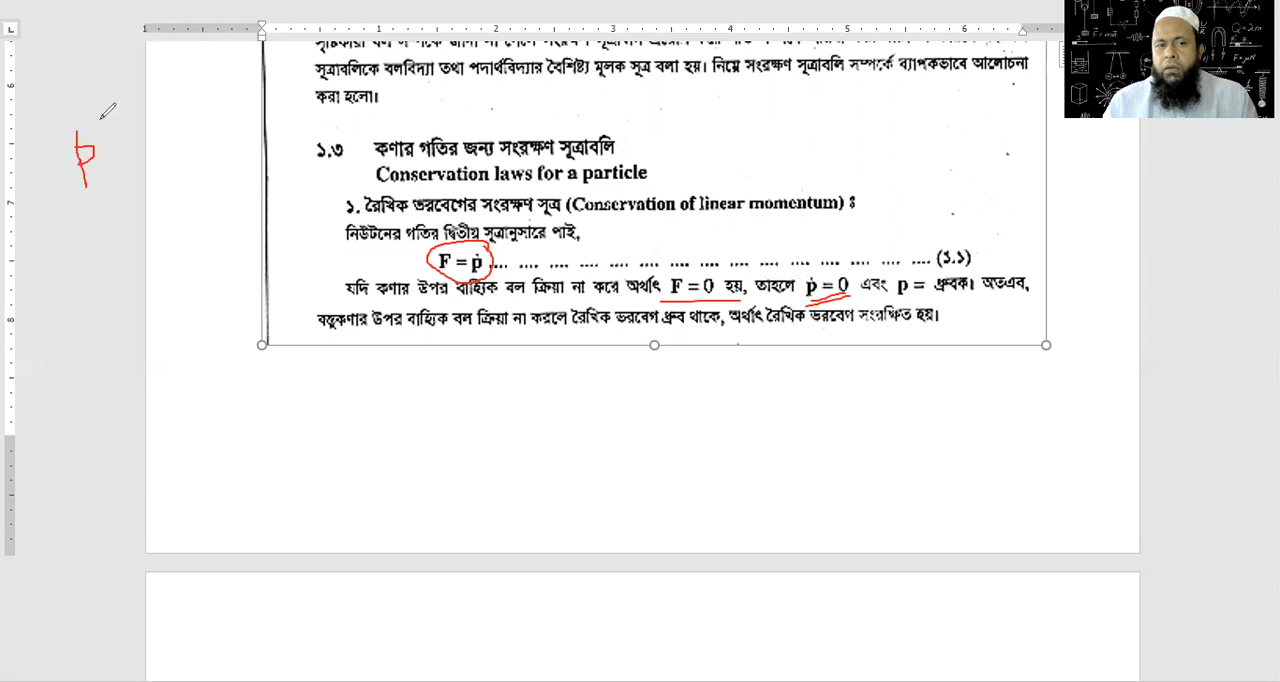 সূত্রাবলিকে বলবিদ্যা তথা পদার্থবিদ্যার বৈশিষ্ট্য মূলক সূত্র বলা হয়। নিম্নে সংরক্ষণ সূত্রাবলি সম্পর্কে ব্যাপকভাবে আলোচনা
করা হলো।
১.৩ কণার গতির জন্য সংরক্ষণ সূত্রাবলি
Conservation laws for a particle
১. রৈখিক ভরবেগের সংরক্ষণ সূত্র (Conservation of linear momentum) ঃ
নিউটনের গতির দ্বিতীয় সূত্রানুসারে পাই,
F = ṗ .... .... .... .... .... .... .... .... .... .... .... .... .... .... .... (১.১)
যদি কণার উপর বাহ্যিক বল ক্রিয়া না করে অর্থাৎ F = 0 হয়, তাহলে ṗ = 0 এবং p = ধ্রুবক। অতএব,
বস্তুকণার উপর বাহ্যিক বল ক্রিয়া না করলে রৈখিক ভরবেগ ধ্রুব থাকে, অর্থাৎ রৈখিক ভরবেগ সংরক্ষিত হয়।